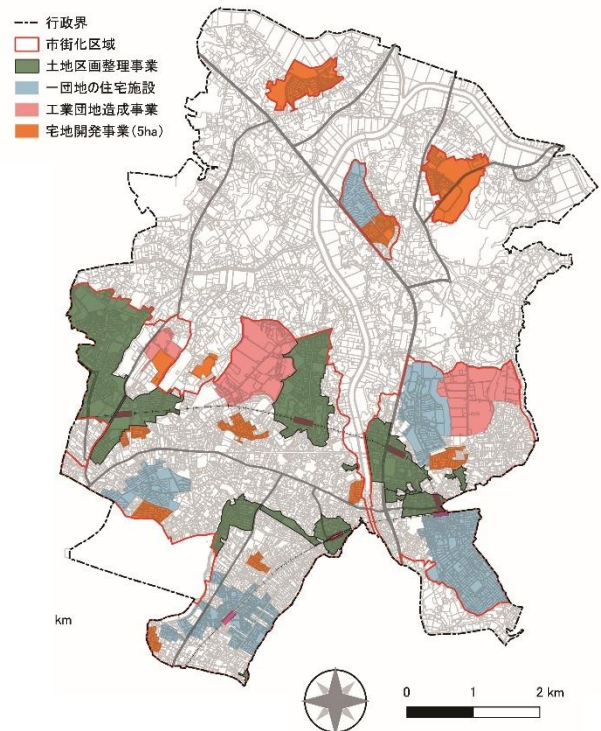 行政界
市街化区域
土地区画整理事業
一団地の住宅施設
工業団地造成事業
宅地開発事業(5ha)
km
0 1 2 km